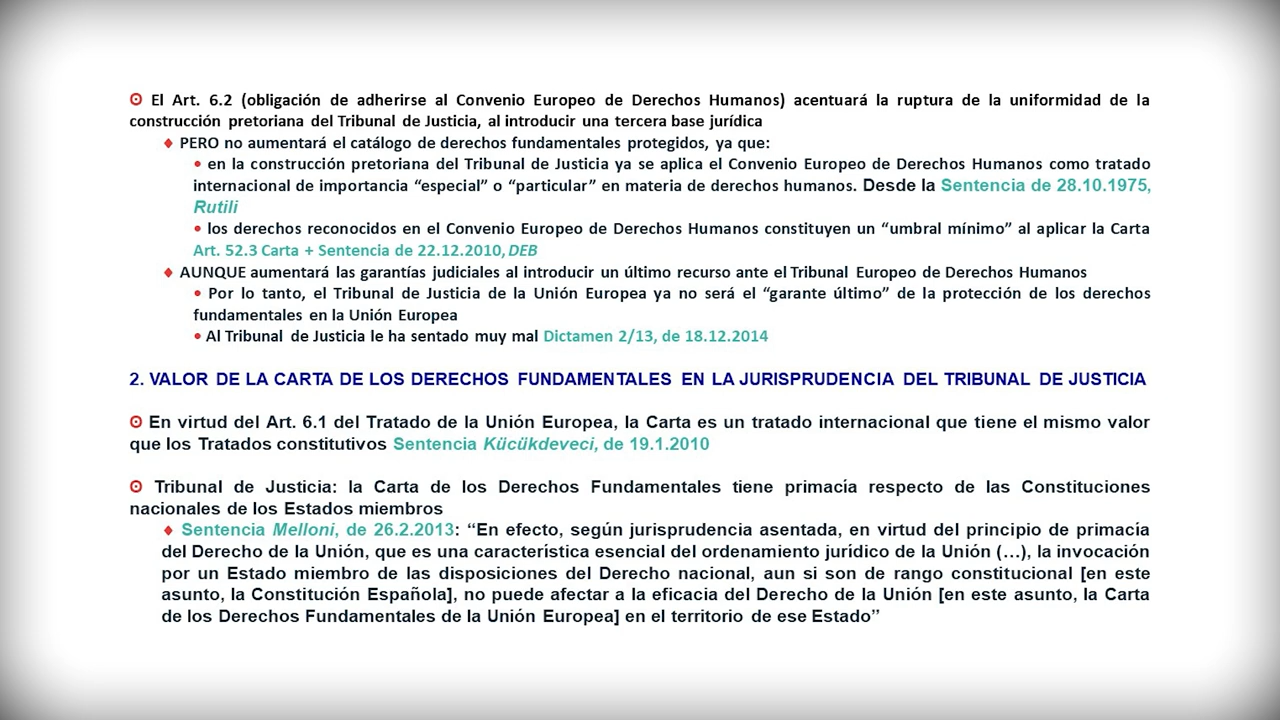 ʘ El Art. 6.2 (obligación de adherirse al Convenio Europeo de Derechos Humanos) acentuará la ruptura de la uniformidad de la
construcción pretoriana del Tribunal de Justicia, al introducir una tercera base jurídica
♦ PERO no aumentará el catálogo de derechos fundamentales protegidos, ya que:
• en la construcción pretoriana del Tribunal de Justicia ya se aplica el Convenio Europeo de Derechos Humanos como tratado
internacional de importancia “especial” o “particular” en materia de derechos humanos. Desde la Sentencia de 28.10.1975,
Rutili
• los derechos reconocidos en el Convenio Europeo de Derechos Humanos constituyen un “umbral mínimo” al aplicar la Carta
Art. 52.3 Carta + Sentencia de 22.12.2010, DEB
♦ AUNQUE aumentará las garantías judiciales al introducir un último recurso ante el Tribunal Europeo de Derechos Humanos
• Por lo tanto, el Tribunal de Justicia de la Unión Europea ya no será el “garante último” de la protección de los derechos
fundamentales en la Unión Europea
• Al Tribunal de Justicia le ha sentado muy mal Dictamen 2/13, de 18.12.2014
2. VALOR DE LA CARTA DE LOS DERECHOS FUNDAMENTALES EN LA JURISPRUDENCIA DEL TRIBUNAL DE JUSTICIA
ʘ En virtud del Art. 6.1 del Tratado de la Unión Europea, la Carta es un tratado internacional que tiene el mismo valor
que los Tratados constitutivos Sentencia Kücükdeveci, de 19.1.2010
ʘ Tribunal de Justicia: la Carta de los Derechos Fundamentales tiene primacía respecto de las Constituciones
nacionales de los Estados miembros
♦ Sentencia Melloni, de 26.2.2013: “En efecto, según jurisprudencia asentada, en virtud del principio de primacía
del Derecho de la Unión, que es una característica esencial del ordenamiento jurídico de la Unión (…), la invocación
por un Estado miembro de las disposiciones del Derecho nacional, aun si son de rango constitucional [en este
asunto, la Constitución Española], no puede afectar a la eficacia del Derecho de la Unión [en este asunto, la Carta
de los Derechos Fundamentales de la Unión Europea] en el territorio de ese Estado”